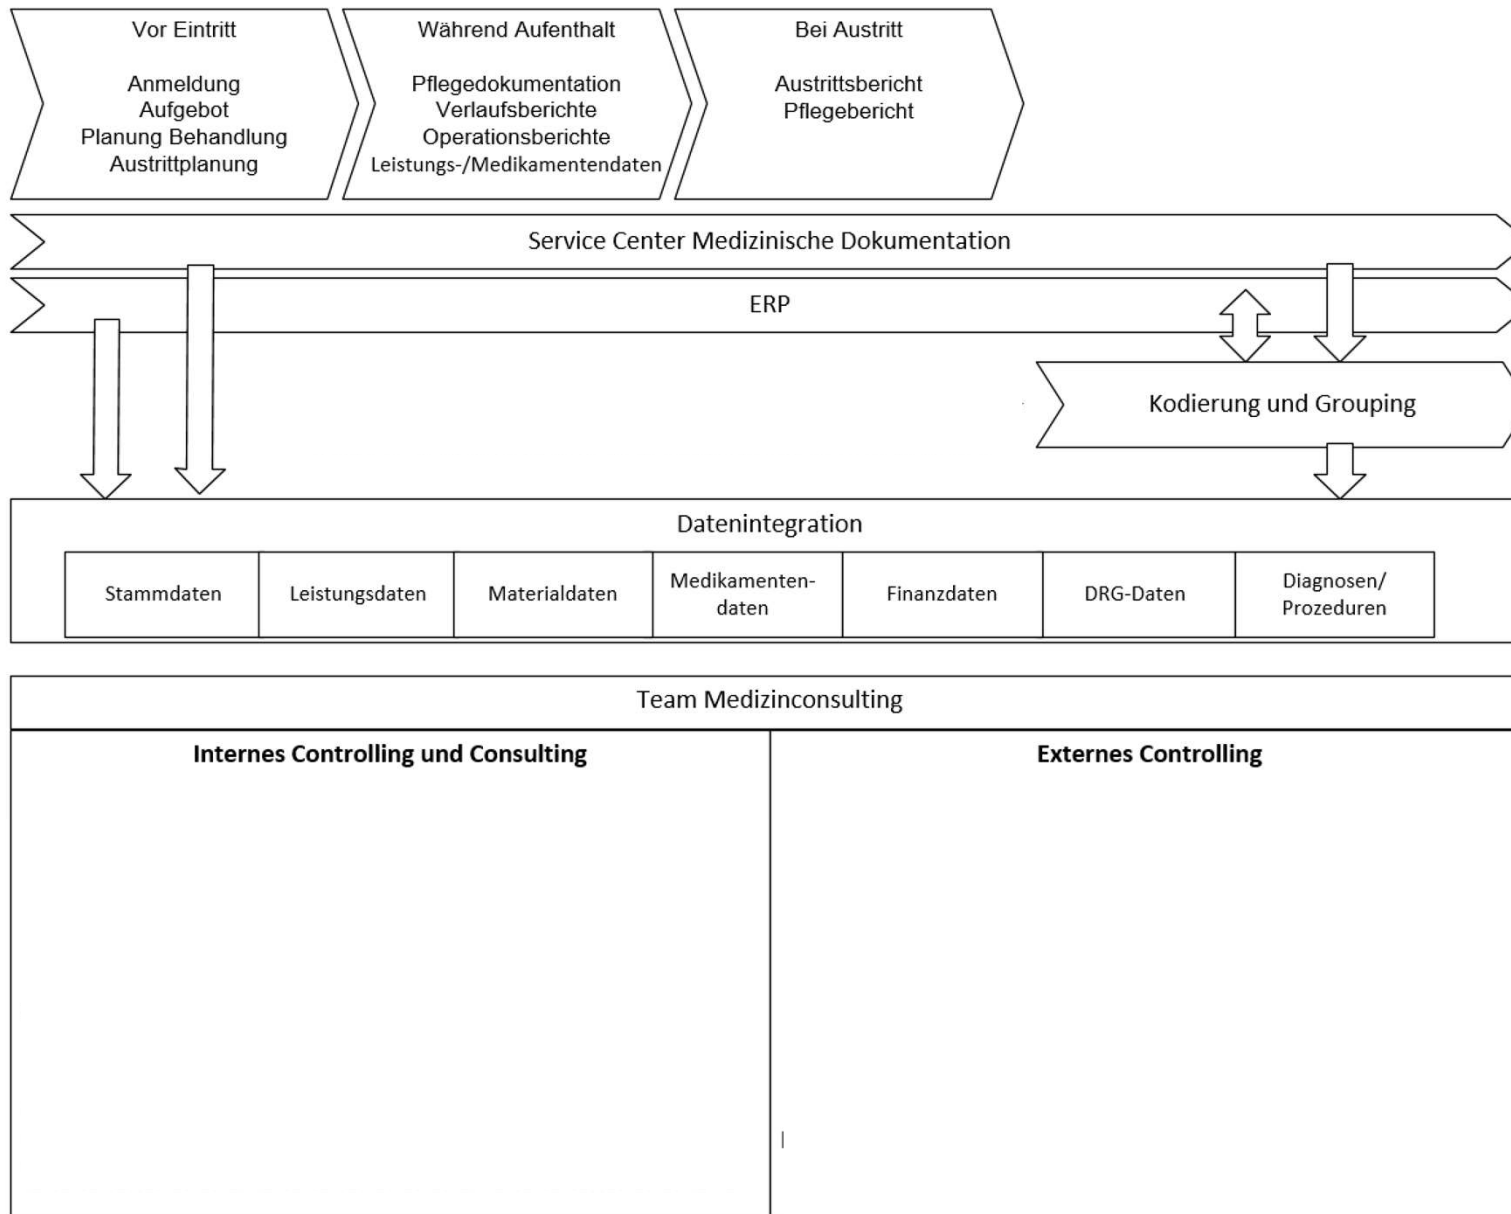 Vor Eintritt
Anmeldung
Aufgebot
Planung Behandlung
Austrittplanung
Während Aufenthalt
Pflegedokumentation
Verlaufsberichte
Operationsberichte
Leistungs-/Medikamentendaten
Bei Austritt
Austrittsbericht
Pflegebericht
Service Center Medizinische Dokumentation
ERP
Kodierung und Grouping
Datenintegration
Stammdaten
Leistungsdaten
Materialdaten
Medikamenten-
daten
Finanzdaten
DRG-Daten
Diagnosen/
Prozeduren
Team Medizinconsulting
Internes Controlling und Consulting
Externes Controlling